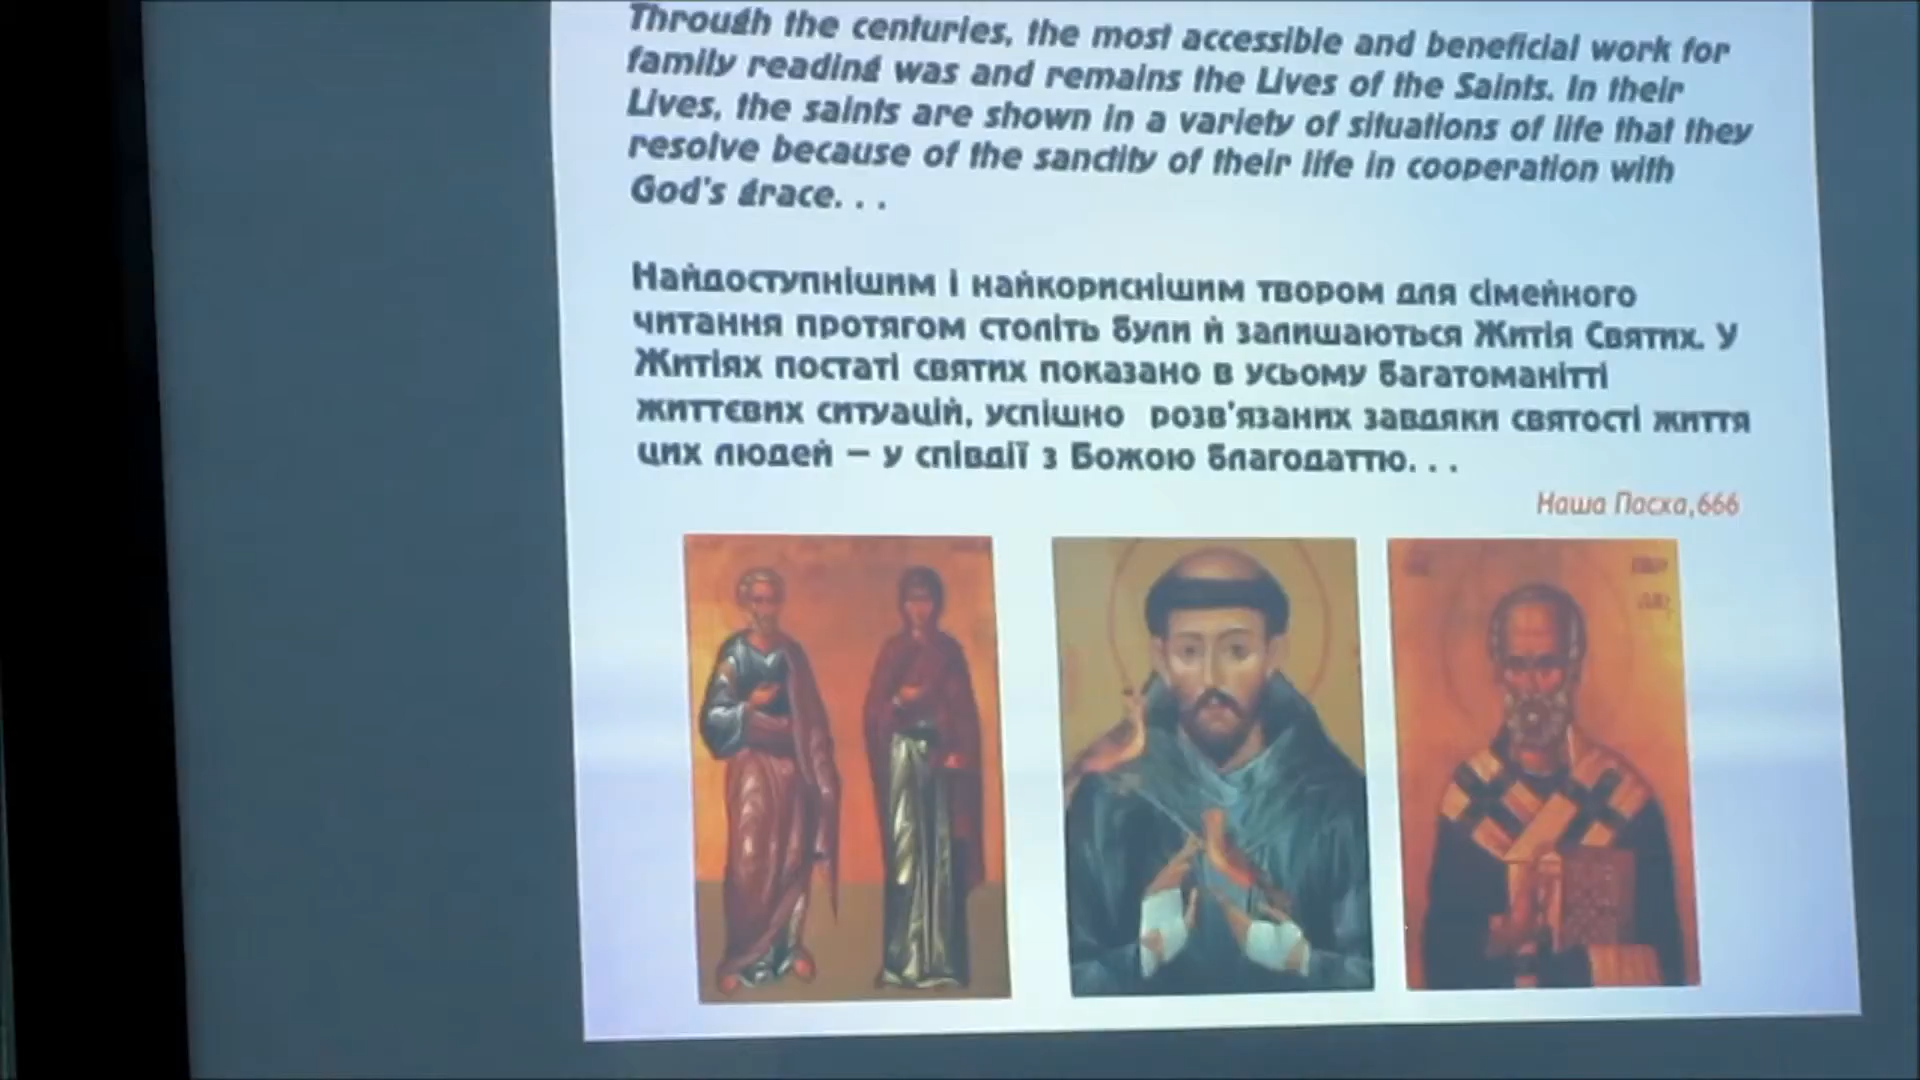 Through the centuries, the most accessible and beneficial work for
family reading was and remains the Lives of the Saints. In their
Lives, the saints are shown in a variety of situations of life that they
resolve because of the sanctity of their life in cooperation with
God's grace. . .
Найдоступнішим і найкориснішим твором для сімейного
читання протягом століть були й залишаються Житія Святих. У
Житіях постаті святих показано в усьому багатоманітті
життєвих ситуацій, успішно розв'язаних завдяки святості життя
цих людей – у співдії з Божою благодаттю. . .
Наша Пасха,666